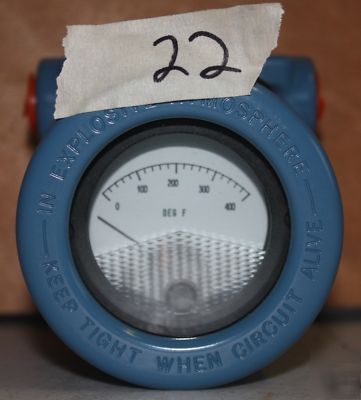 22
IN EXPLOSIVE ATMOSPHERE
KEEP TIGHT WHEN CIRCUIT ALIVE
0 100 200 300 400
DEG F